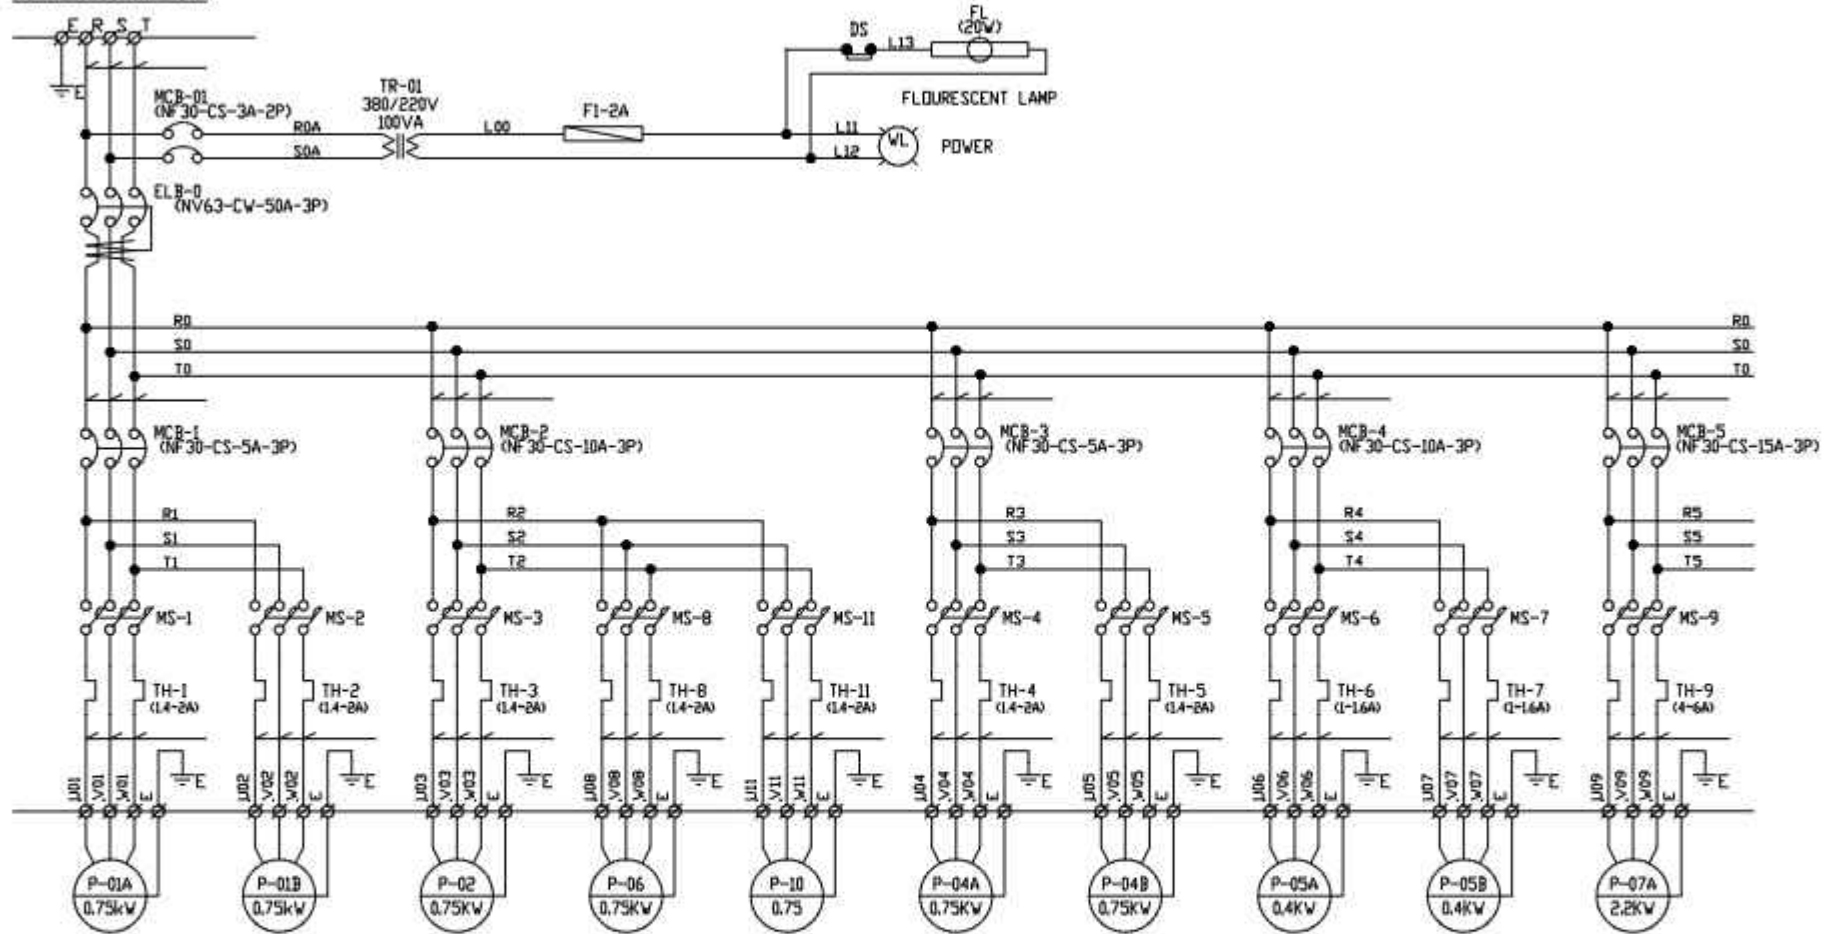 E R S T
E
MCB-01
(NF30-CS-3A-2P)
R0A
S0A
TR-01
380/220V
100VA
L00
F1-2A
DS
L13
FL
(20W)
FLOURESCENT LAMP
L11
L12
WL
POWER
ELB-0
(NV63-CW-50A-3P)
R0 R0
S0 S0
T0 T0
MCB-1
(NF30-CS-5A-3P)
MCB-2
(NF30-CS-10A-3P)
MCB-3
(NF30-CS-5A-3P)
MCB-4
(NF30-CS-10A-3P)
MCB-5
(NF30-CS-15A-3P)
R1 R2 R3 R4 R5
S1 S2 S3 S4 S5
T1 T2 T3 T4 T5
MS-1 MS-2 MS-3 MS-8 MS-11 MS-4 MS-5 MS-6 MS-7 MS-9
TH-1 TH-2 TH-3 TH-8 TH-11 TH-4 TH-5 TH-6 TH-7 TH-9
(1.4-2A) (1.4-2A) (1.4-2A) (1.4-2A) (1.4-2A) (1.4-2A) (1.4-2A) (1-1.6A) (1-1.6A) (4-6A)
E E E E E E E E E E
U01 V01 W01 E U02 V02 W02 E U03 V03 W03 E U08 V08 W08 E U11 V11 W11 E U04 V04 W04 E U05 V05 W05 E U06 V06 W06 E U07 V07 W07 E U09 V09 W09 E
P-01A P-01B P-02 P-06 P-10 P-04A P-04B P-05A P-05B P-07A
0.75kW 0.75kW 0.75KW 0.75KW 0.75 0.75KW 0.75KW 0.4KW 0.4KW 2.2KW